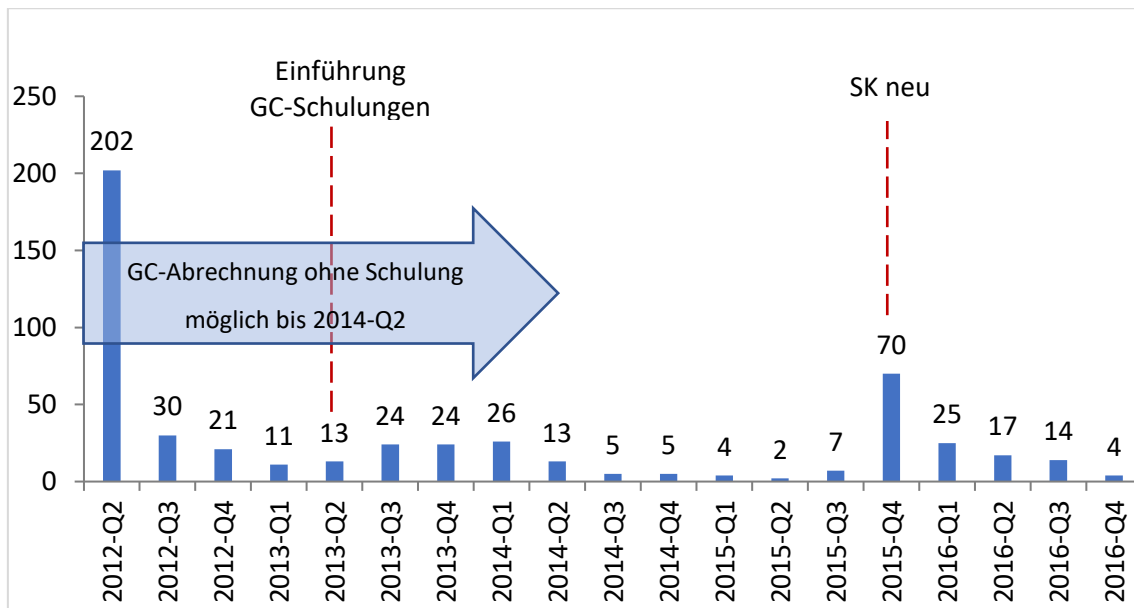 Einführung
GC-Schulungen
SK neu
250
200
150
100
50
0
202
30
21
11
13
24
24
26
13
5
5
4
2
7
70
25
17
14
4
GC-Abrechnung ohne Schulung
möglich bis 2014-Q2
2012-Q2
2012-Q3
2012-Q4
2013-Q1
2013-Q2
2013-Q3
2013-Q4
2014-Q1
2014-Q2
2014-Q3
2014-Q4
2015-Q1
2015-Q2
2015-Q3
2015-Q4
2016-Q1
2016-Q2
2016-Q3
2016-Q4